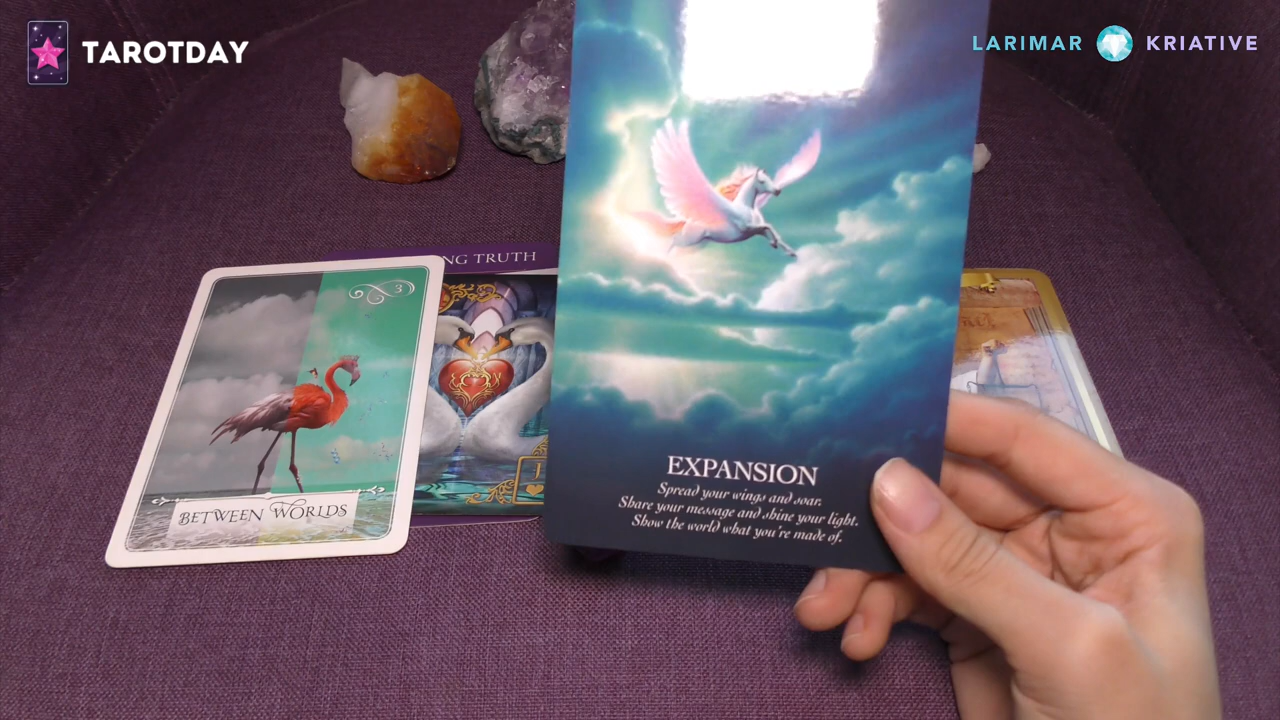 TAROTDAY
LARIMAR KRIATIVE
NG TRUTH
3
BETWEEN WORLDS
EXPANSION
Spread your wings and soar.
Share your message and shine your light.
Show the world what you're made of.